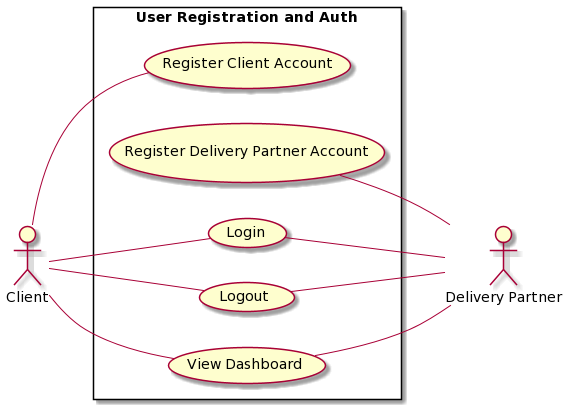 User Registration and Auth
Register Client Account
Register Delivery Partner Account
Login
Client
Logout
Delivery Partner
View Dashboard